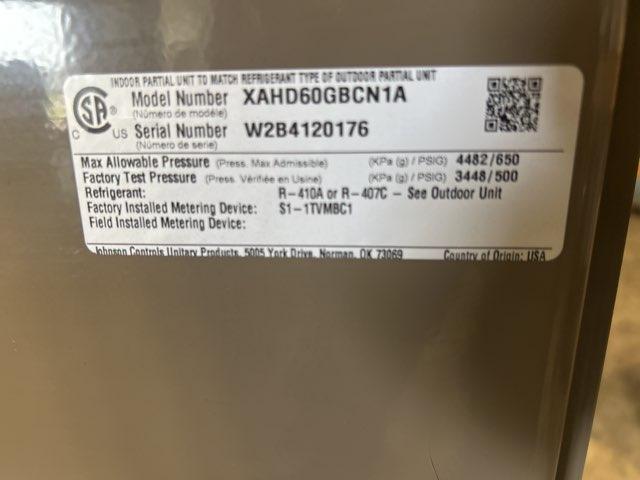 INDOOR PARTIAL UNIT TO MATCH REFRIGERANT TYPE OF OUTDOOR PARTIAL UNIT
Model Number XAHD60GBCN1A
(Número de modéle)
C SA ® US
Serial Number W2B4120176
(Número de serie)
Max Allowable Pressure (Press. Max Admissible) (KPa (g) / PSIG) 4482/650
Factory Test Pressure (Press. Vérifiée en Usine) (KPa (g) / PSIG) 3448/500
Refrigerant: R-410A or R-407C - See Outdoor Unit
Factory Installed Metering Device: S1-1TVMBC1
Field Installed Metering Device:
Johnson Controls Unitary Products, 5005 York Drive, Norman, OK 73069 Country of Origin: USA